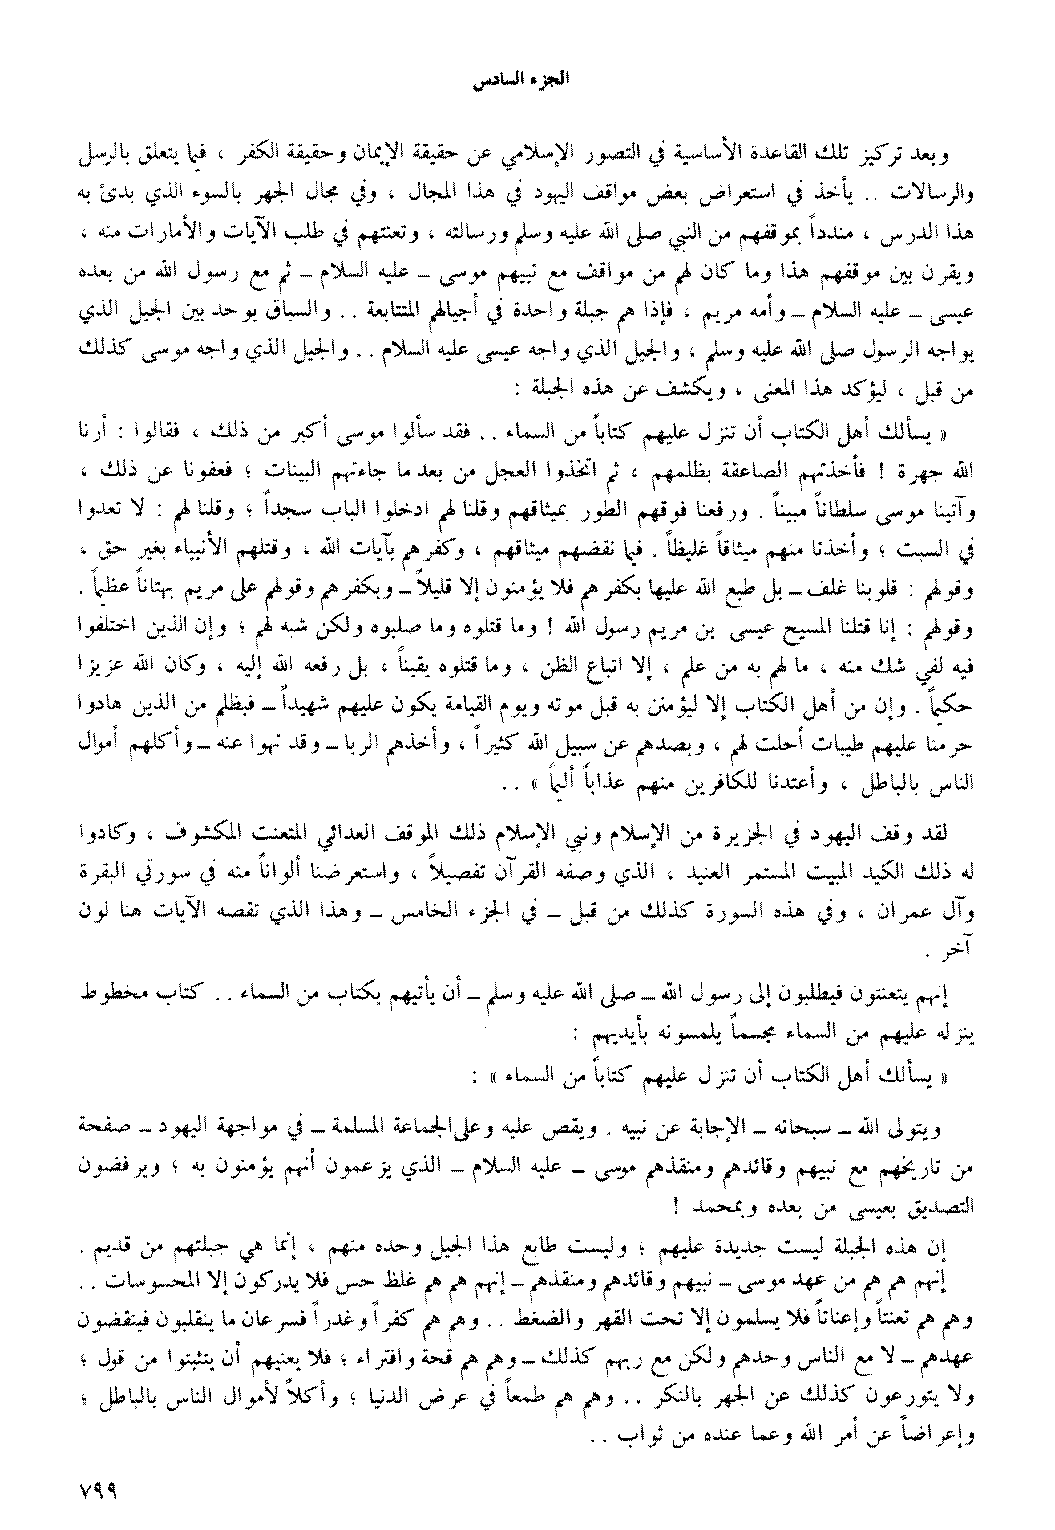 الجزء السادس
وبعد تركيز تلك القاعدة الأساسية في التصور الإسلامي عن حقيقة الإيمان وحقيقة الكفر ، فيما يتعلق بالرسل
والرسالات .. يأخذ في استعراض بعض مواقف اليهود في هذا المجال ، وفي مجال الجهر بالسوء الذي بدئ به
هذا الدرس ، مندداً بموقفهم من النبي صلى الله عليه وسلم ورسالته ، وتعنتهم في طلب الآيات والأمارات منه ،
ويقرن بين موقفهم هذا وما كان لهم من مواقف مع نبيهم موسى – عليه السلام – ثم مع رسول الله من بعده
عيسى – عليه السلام – وأمه مريم ، فإذا هم جبلة واحدة في أجيالهم المتتابعة .. والسياق يوحد بين الجيل الذي
يواجه الرسول صلى الله عليه وسلم ، والجيل الذي واجه عيسى عليه السلام .. والجيل الذي واجه موسى كذلك
من قبل ، ليؤكد هذا المعنى ، ويكشف عن هذه الجبلة :
« يسألك أهل الكتاب أن تنزل عليهم كتاباً من السماء .. فقد سألوا موسى أكبر من ذلك ، فقالوا : أرنا
الله جهرة ! فأخذتهم الصاعقة بظلمهم ، ثم اتخذوا العجل من بعد ما جاءتهم البينات ؛ فعفونا عن ذلك ،
وآتينا موسى سلطاناً مبيناً . ورفعنا فوقهم الطور بميثاقهم وقلنا لهم ادخلوا الباب سجداً ؛ وقلنا لهم : لا تعدوا
في السبت ؛ وأخذنا منهم ميثاقاً غليظاً . فبما نقضهم ميثاقهم ، وكفرهم بآيات الله ، وقتلهم الأنبياء بغير حق ،
وقولهم : قلوبنا غلف – بل طبع الله عليها بكفرهم فلا يؤمنون إلا قليلاً – وبكفرهم وقولهم على مريم بهتاناً عظيماً .
وقولهم : إنا قتلنا المسيح عيسى بن مريم رسول الله ! وما قتلوه وما صلبوه ولكن شبه لهم ؛ وإن الذين اختلفوا
فيه لفي شك منه ، ما لهم به من علم ، إلا اتباع الظن ، وما قتلوه يقيناً ، بل رفعه الله إليه ، وكان الله عزيزا
حكيماً . وإن من أهل الكتاب إلا ليؤمنن به قبل موته ويوم القيامة يكون عليهم شهيداً – فبظلم من الذين هادوا
حرمنا عليهم طيبات أحلت لهم ، وبصدهم عن سبيل الله كثيراً ، وأخذهم الربا – وقد نهوا عنه – وأكلهم أموال
الناس بالباطل ، وأعتدنا للكافرين منهم عذاباً أليماً » ..
لقد وقف اليهود في الجزيرة من الإسلام ونبي الإسلام ذلك الموقف العدائي المتعنت المكشوف ، وكادوا
له ذلك الكيد المبيت المستمر العنيد ، الذي وصفه القرآن تفصيلاً ، واستعرضنا ألواناً منه في سورتي البقرة
وآل عمران ، وفي هذه السورة كذلك من قبل – في الجزء الخامس – وهذا الذي تقصه الآيات هنا لون
آخر .
إنهم يتعنتون فيطلبون إلى رسول الله – صلى الله عليه وسلم – أن يأتيهم بكتاب من السماء .. كتاب مخطوط
ينزله عليهم من السماء مجسماً يلمسونه بأيديهم :
« يسألك أهل الكتاب أن تنزل عليهم كتاباً من السماء » :
ويتولى الله – سبحانه – الإجابة عن نبيه . ويقص عليه وعلى الجماعة المسلمة – في مواجهة اليهود – صفحة
من تاريخهم مع نبيهم وقائدهم ومنقذهم موسى – عليه السلام – الذي يزعمون أنهم يؤمنون به ؛ ويرفضون
التصديق بعيسى من بعده وبمحمد !
إن هذه الجبلة ليست جديدة عليهم ؛ وليست طابع هذا الجيل وحده منهم ، إنما هي جبلتهم من قديم .
إنهم هم هم من عهد موسى – نبيهم وقائدهم ومنقذهم – إنهم هم هم غلظ حس فلا يدركون إلا المحسوسات ..
وهم هم تعنتاً وإعناتاً فلا يسلمون إلا تحت القهر والضغط .. وهم هم كفراً وغدراً فسرعان ما ينقلبون فينقضون
عهدهم – لا مع الناس وحدهم ولكن مع ربهم كذلك – وهم هم قحة وافتراء ؛ فلا يعنيهم أن يتثبتوا من قول ؛
ولا يتورعون كذلك عن الجهر بالنكر .. وهم هم طمعاً في عرض الدنيا ؛ وأكلاً لأموال الناس بالباطل ؛
وإعراضاً عن أمر الله وعما عنده من ثواب ..
٧٩٩